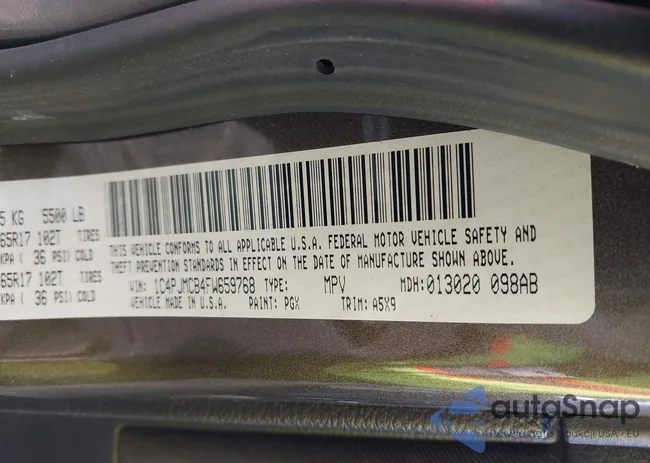 5 KG 5500 LB
65R17 102T TIRES
KPA ( 36 PSI) COLD
65R17 102T TIRES
KPA ( 36 PSI) COLD
THIS VEHICLE CONFORMS TO ALL APPLICABLE U.S.A. FEDERAL MOTOR VEHICLE SAFETY AND
THEFT PREVENTION STANDARDS IN EFFECT ON THE DATE OF MANUFACTURE SHOWN ABOVE.
VIN: 1C4PJMCB4FW659768 TYPE: MPV MDH: 013020 098AB
VEHICLE MADE IN U.S.A. PAINT: PGX TRIM: A5X9
autoSnap